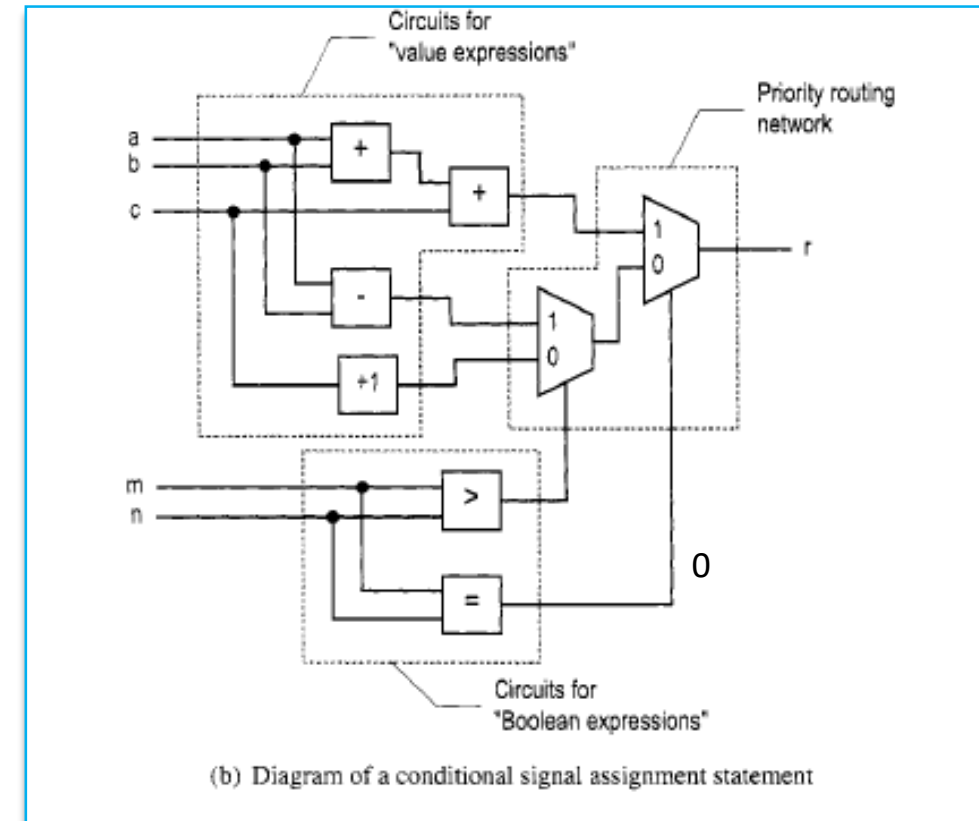 Circuits for
"value expressions"
Priority routing
network
a
b
c
+
+
-
+1
1
0
1
0
r
m
n
>
=
0
Circuits for
"Boolean expressions"
(b) Diagram of a conditional signal assignment statement